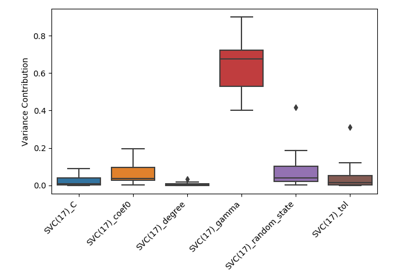 0.8
0.6
0.4
0.2
0.0
Variance Contribution
SVC(17)_C
SVC(17)_coef0
SVC(17)_degree
SVC(17)_gamma
SVC(17)_random_state
SVC(17)_tol